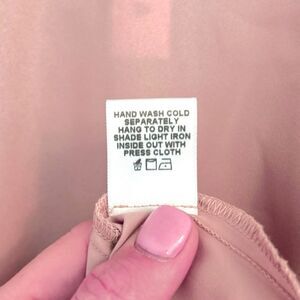 HAND WASH COLD
SEPARATELY
HANG TO DRY IN
SHADE LIGHT IRON
INSIDE OUT WITH
PRESS CLOTH